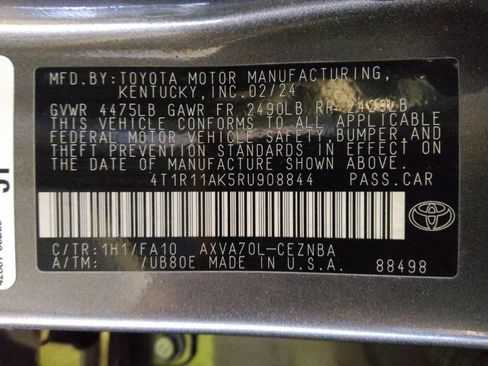 MFD.BY:TOYOTA MOTOR MANUFACTURING,
KENTUCKY,INC.02/24
GVWR 4475LB GAWR FR 2490LB RR 2429LB
THIS VEHICLE CONFORMS TO ALL APPLICABLE
FEDERAL MOTOR VEHICLE SAFETY,BUMPER,AND
THEFT PREVENTION STANDARDS IN EFFECT ON
THE DATE OF MANUFACTURE SHOWN ABOVE.
4T1R11AK5RU908844 PASS.CAR
C/TR:1H1/FA10 AXVA70L-CEZNBA
A/TM: /UB80E MADE IN U.S.A.
88498
TOYOTA